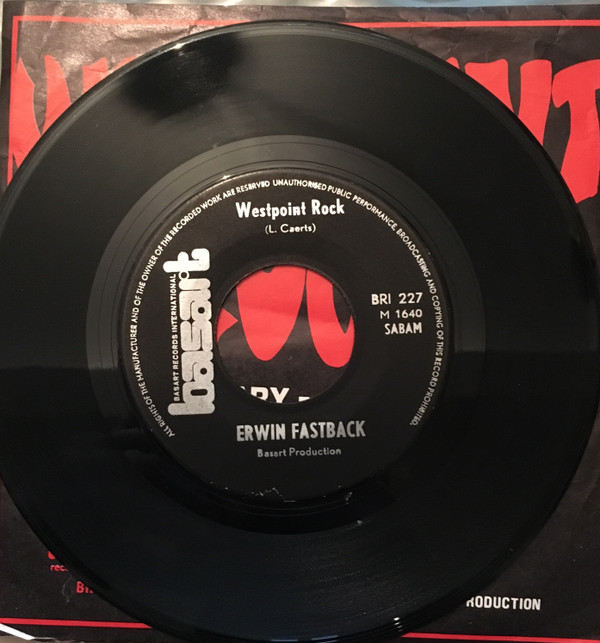 ALL RIGHTS OF THE MANUFACTURER AND OF THE OWNER OF THE RECORDED WORK ARE RESERVED UNAUTHORISED PUBLIC PERFORMANCE, BROADCASTING AND COPYING OF THIS RECORD PROHIBITED.
Westpoint Rock
(L. Caerts)
basart
BASART RECORDS INTERNATIONAL
BRI 227
M 1640
SABAM
ERWIN FASTBACK
Basart Production
RODUCTION